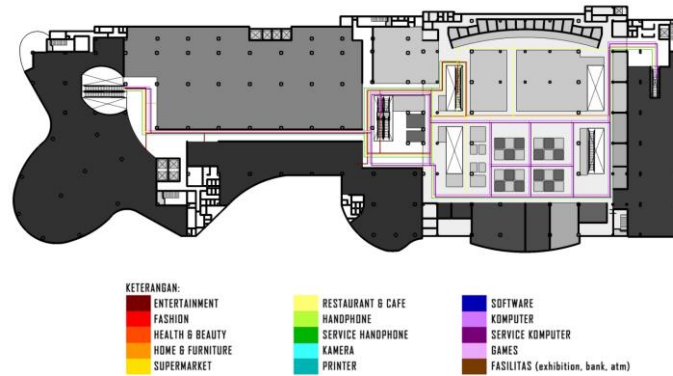 KETERANGAN:
ENTERTAINMENT
FASHION
HEALTH & BEAUTY
HOME & FURNITURE
SUPERMARKET
RESTAURANT & CAFE
HANDPHONE
SERVICE HANDPHONE
KAMERA
PRINTER
SOFTWARE
KOMPUTER
SERVICE KOMPUTER
GAMES
FASILITAS (exhibition, bank, atm)